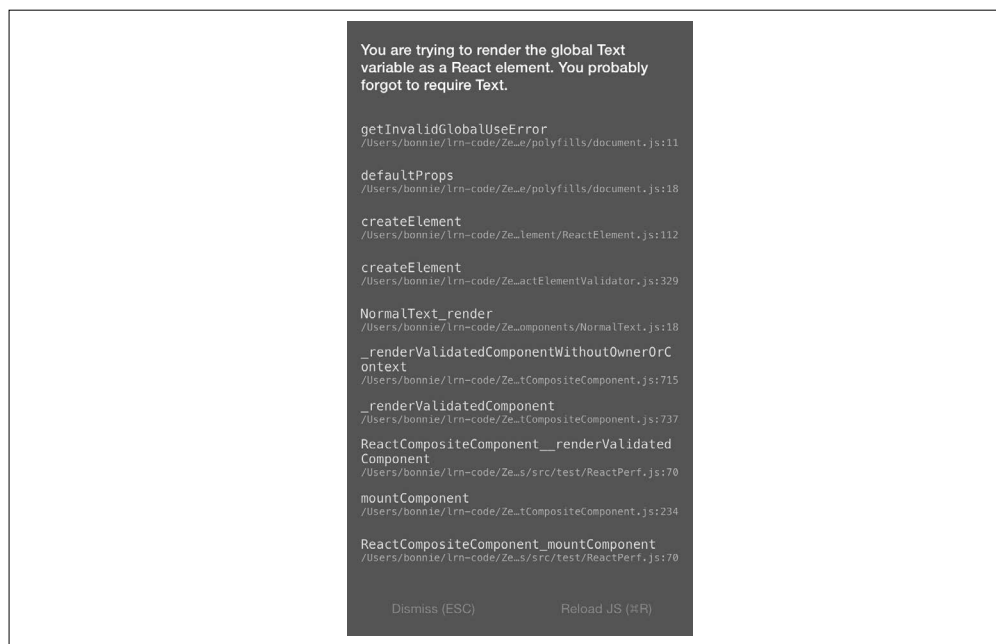 You are trying to render the global Text
variable as a React element. You probably
forgot to require Text.
getInvalidGlobalUseError
/Users/bonnie/lrn-code/Ze…e/polyfills/document.js:11
defaultProps
/Users/bonnie/lrn-code/Ze…e/polyfills/document.js:18
createElement
/Users/bonnie/lrn-code/Ze…lement/ReactElement.js:112
createElement
/Users/bonnie/lrn-code/Ze…actElementValidator.js:329
NormalText_render
/Users/bonnie/lrn-code/Ze…omponents/NormalText.js:18
_renderValidatedComponentWithoutOwnerOrC
ontext
/Users/bonnie/lrn-code/Ze…tCompositeComponent.js:715
_renderValidatedComponent
/Users/bonnie/lrn-code/Ze…tCompositeComponent.js:737
ReactCompositeComponent__renderValidated
Component
/Users/bonnie/lrn-code/Ze…s/src/test/ReactPerf.js:70
mountComponent
/Users/bonnie/lrn-code/Ze…tCompositeComponent.js:234
ReactCompositeComponent_mountComponent
/Users/bonnie/lrn-code/Ze…s/src/test/ReactPerf.js:70
Dismiss (ESC) Reload JS (⌘R)